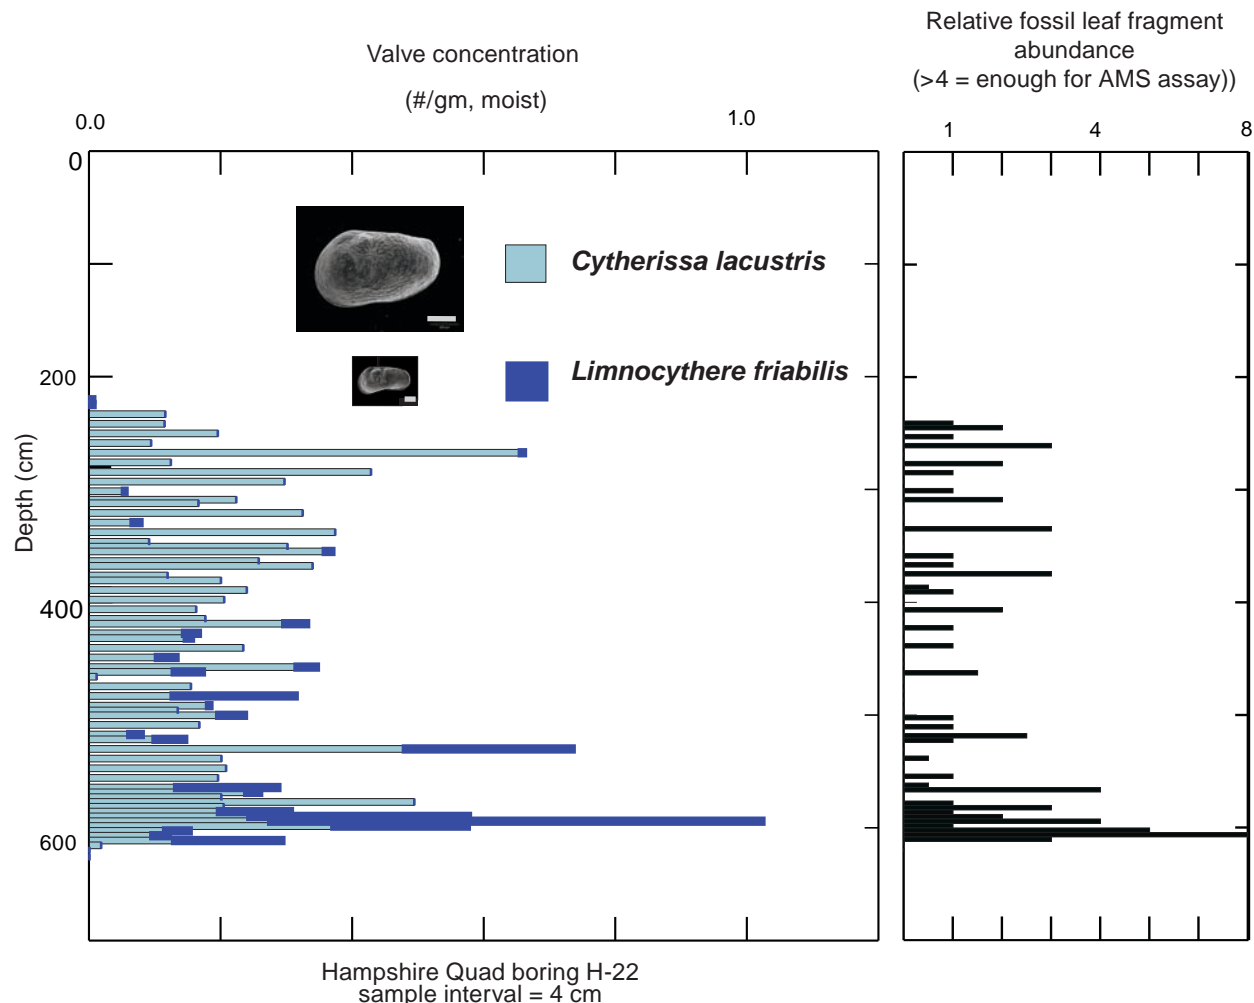 Valve concentration
(#/gm, moist)
0.0
1.0
Relative fossil leaf fragment
abundance
(>4 = enough for AMS assay))
1
4
8
0
200
400
600
Depth (cm)
Cytherissa lacustris
Limnocythere friabilis
Hampshire Quad boring H-22
sample interval = 4 cm